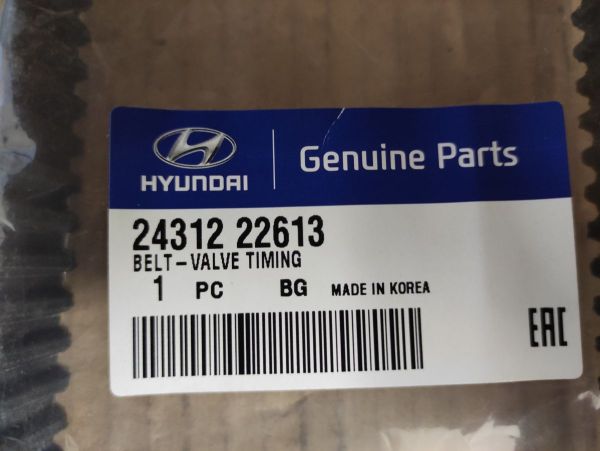 HYUNDAI
Genuine Parts
24312 22613
BELT-VALVE TIMING
1 PC BG MADE IN KOREA
EAC